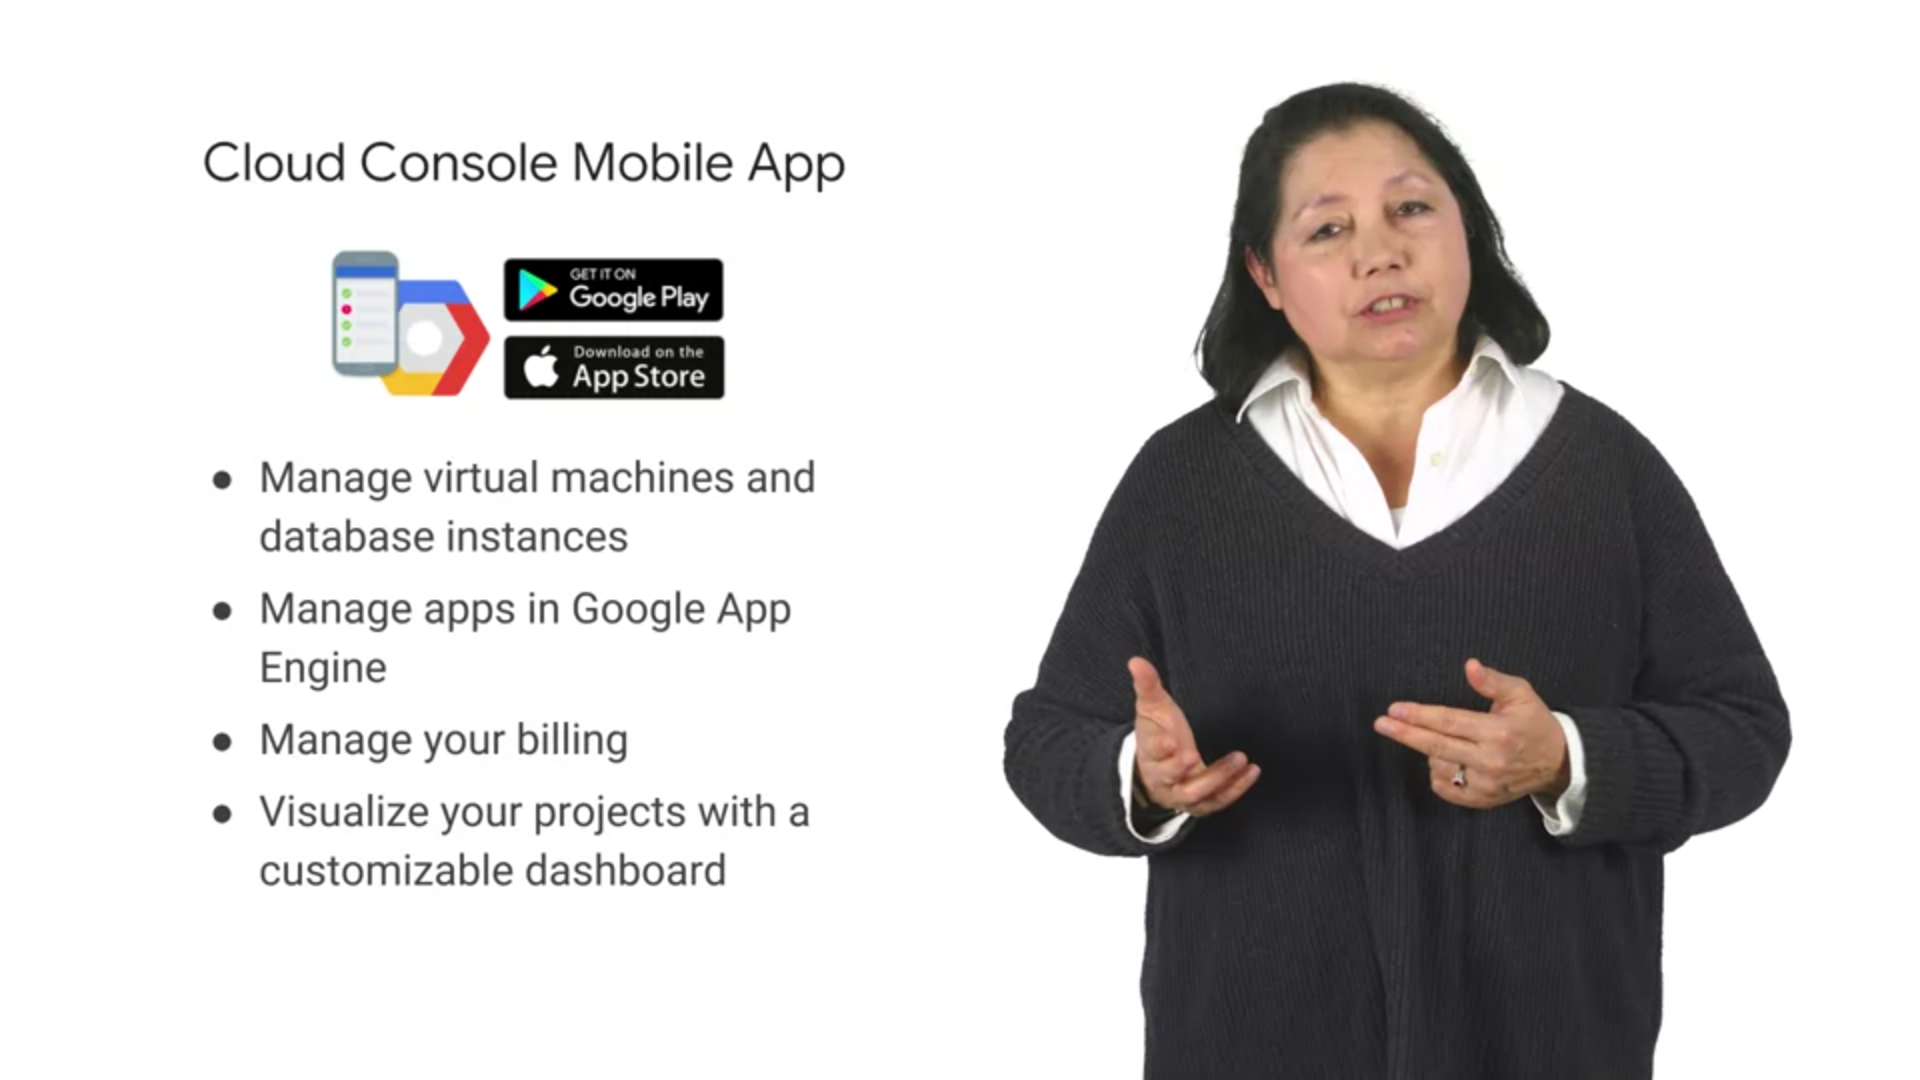 Cloud Console Mobile App
GET IT ON
Google Play
Download on the
App Store
● Manage virtual machines and
database instances
● Manage apps in Google App
Engine
● Manage your billing
● Visualize your projects with a
customizable dashboard